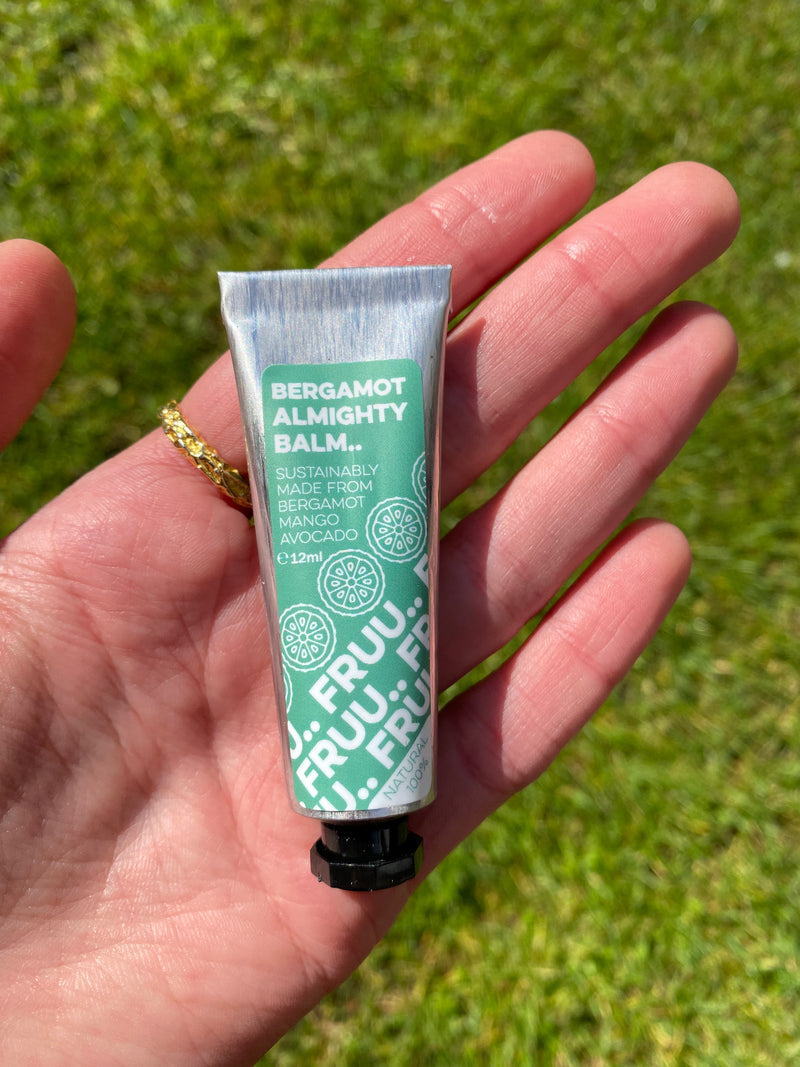 BERGAMOT
ALMIGHTY
BALM..
SUSTAINABLY
MADE FROM
BERGAMOT
MANGO
AVOCADO
℮12ml
FRUU..
FRUU..
FRUU
NATURAL
100%